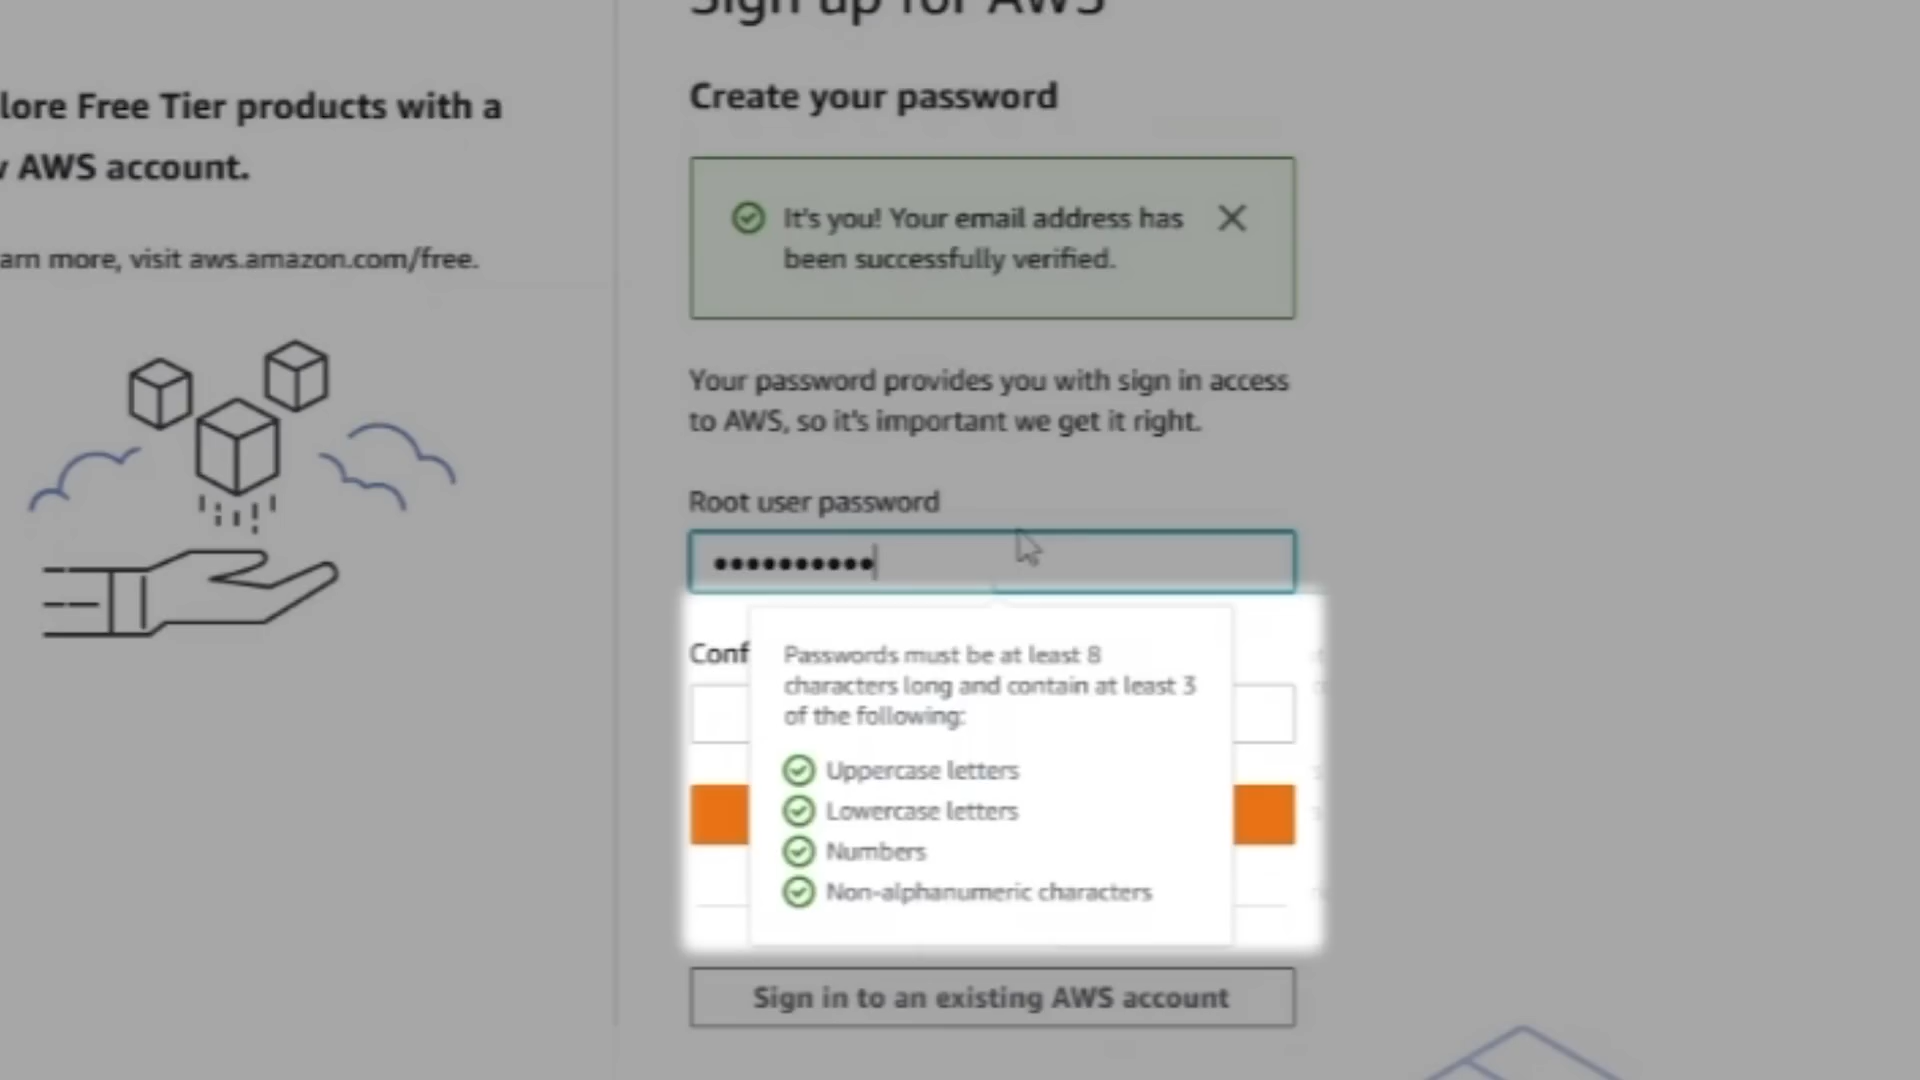 Sign up for AWS
Create your password
lore Free Tier products with a
AWS account.
It's you! Your email address has
been successfully verified.
arn more, visit aws.amazon.com/free.
Your password provides you with sign in access
to AWS, so it's important we get it right.
Root user password
••••••••••
Conf
Passwords must be at least 8
characters long and contain at least 3
of the following:
Uppercase letters
Lowercase letters
Numbers
Non-alphanumeric characters
Sign in to an existing AWS account